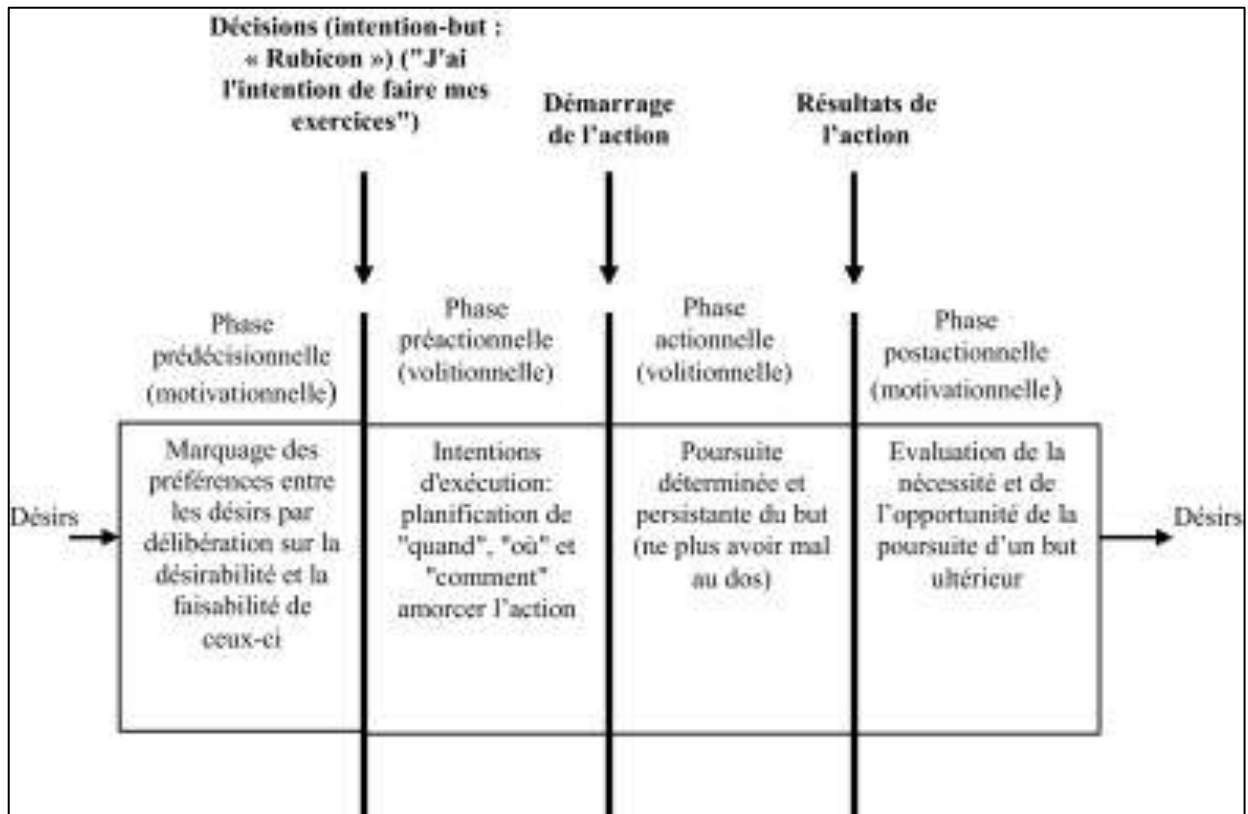 Décisions (intention-but :
« Rubicon ») ("J'ai
l'intention de faire mes
exercices")
Démarrage
de l'action
Résultats de
l'action
Phase
prédécisionnelle
(motivationnelle)
Phase
préactionnelle
(volitionnelle)
Phase
actionnelle
(volitionnelle)
Phase
postactionnelle
(motivationnelle)
Désirs
Marquage des
préférences entre
les désirs par
délibération sur la
désirabilité et la
faisabilité de
ceux-ci
Intentions
d'exécution:
planification de
"quand", "où" et
"comment"
amorcer l'action
Poursuite
déterminée et
persistante du but
(ne plus avoir mal
au dos)
Evaluation de la
nécessité et de
l'opportunité de la
poursuite d'un but
ultérieur
Désirs